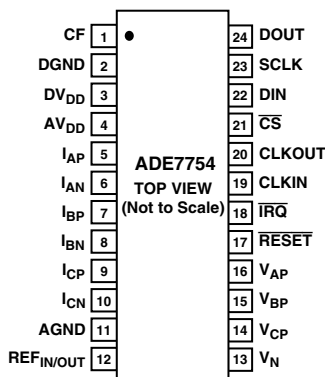 CF 1
DGND 2
DVDD 3
AVDD 4
IAP 5
IAN 6
IBP 7
IBN 8
ICP 9
ICN 10
AGND 11
REFIN/OUT 12
ADE7754
TOP VIEW
(Not to Scale)
24 DOUT
23 SCLK
22 DIN
21 CS
20 CLKOUT
19 CLKIN
18 IRQ
17 RESET
16 VAP
15 VBP
14 VCP
13 VN